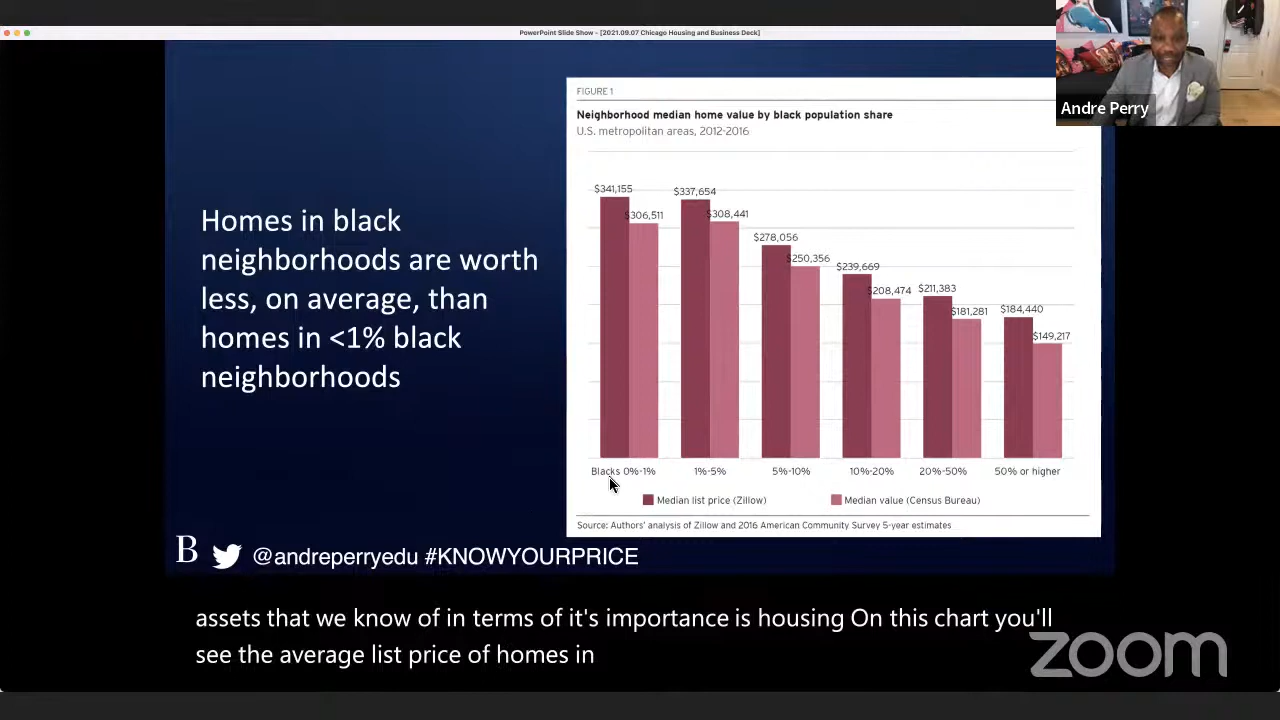 PowerPoint Slide Show - [2021.09.07 Chicago Housing and Business Deck]
Andre Perry
Homes in black
neighborhoods are worth
less, on average, than
homes in <1% black
neighborhoods
FIGURE 1
Neighborhood median home value by black population share
U.S. metropolitan areas, 2012-2016
$341,155
$306,511
$337,654
$308,441
$278,056
$250,356
$239,669
$208,474
$211,383
$181,281
$184,440
$149,217
Blacks 0%-1% 1%-5% 5%-10% 10%-20% 20%-50% 50% or higher
Median list price (Zillow) Median value (Census Bureau)
Source: Authors' analysis of Zillow and 2016 American Community Survey 5-year estimates
B @andreperryedu #KNOWYOURPRICE
assets that we know of in terms of it's importance is housing On this chart you'll
see the average list price of homes in
zoom